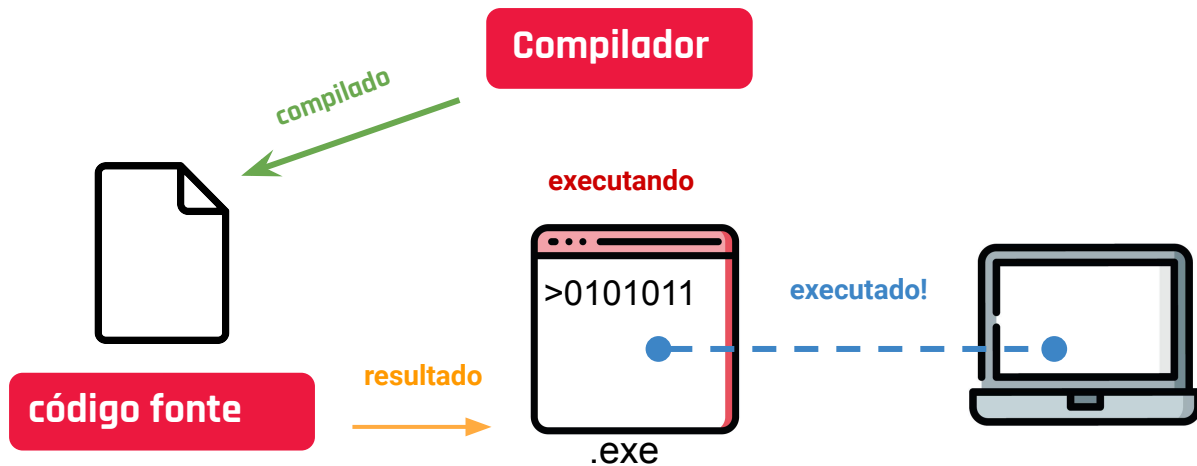 Compilador
compilado
executando
>0101011
executado!
resultado
código fonte
.exe